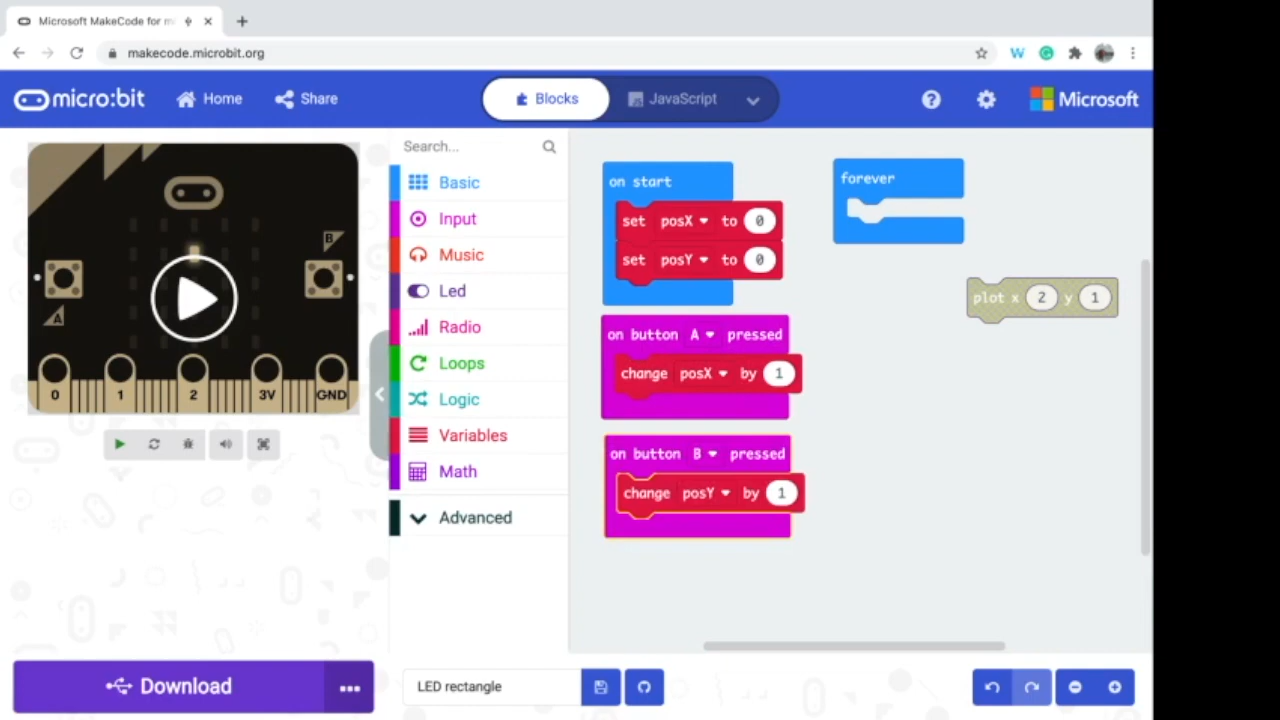 Microsoft MakeCode for mi
makecode.microbit.org
W
micro:bit
Home
Share
Blocks
JavaScript
?
Microsoft
B
A
0 1 2 3V GND
Search...
Basic
Input
Music
Led
Radio
Loops
Logic
Variables
Math
Advanced
on start
set posX to 0
set posY to 0
on button A pressed
change posX by 1
on button B pressed
change posY by 1
forever
plot x 2 y 1
Download
LED rectangle